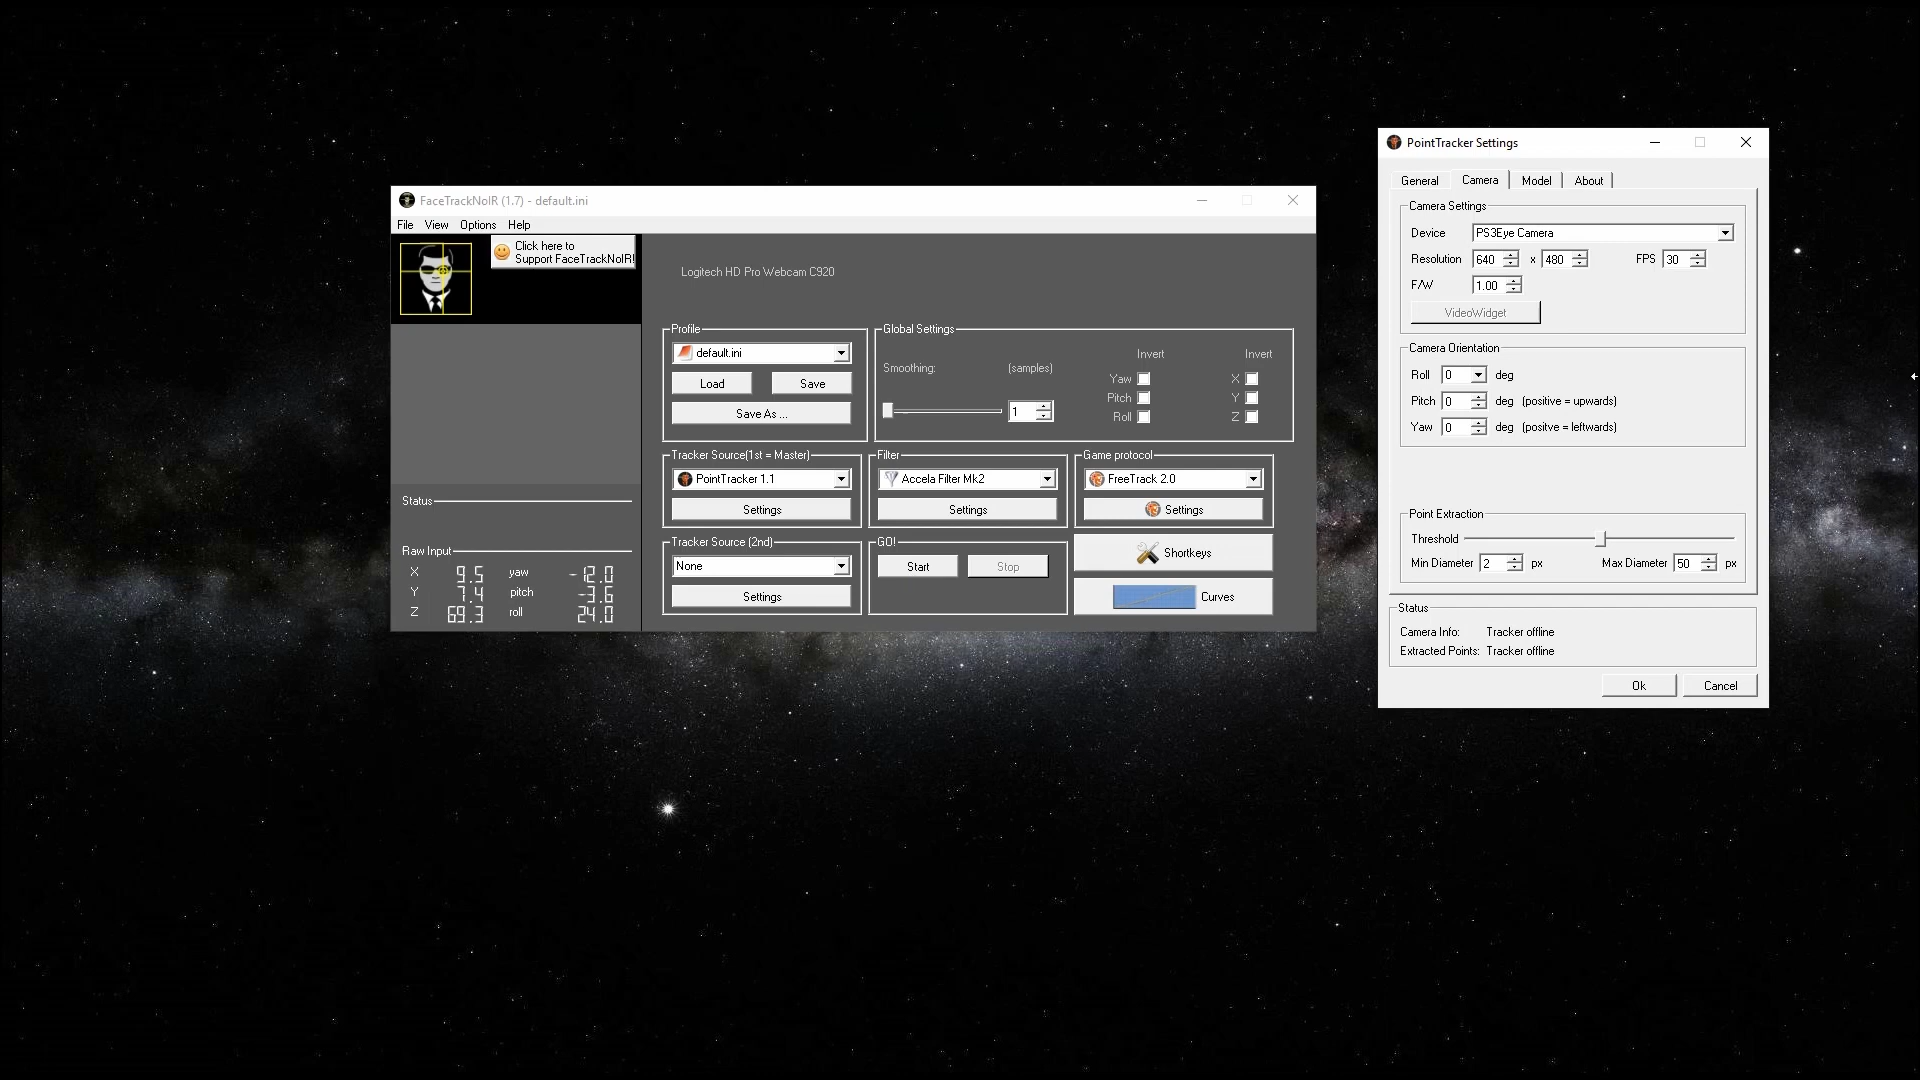 FaceTrackNoIR (1.7) - default.ini
File View Options Help
Click here to
Support FaceTrackNoIR!
Logitech HD Pro Webcam C920
Profile
default.ini
Load Save
Save As ...
Global Settings
Smoothing: (samples)
1
Invert Invert
Yaw X
Pitch Y
Roll Z
Tracker Source(1st = Master)
PointTracker 1.1
Settings
Filter
Accela Filter Mk2
Settings
Game protocol
FreeTrack 2.0
Settings
Tracker Source (2nd)
None
Settings
GO!
Start Stop
Shortkeys
Curves
Status
Raw Input
X 9.5 yaw -12.0
Y 7.4 pitch -3.6
Z 69.3 roll 24.0
PointTracker Settings
General Camera Model About
Camera Settings
Device PS3Eye Camera
Resolution 640 x 480 FPS 30
F/W 1.00
VideoWidget
Camera Orientation
Roll 0 deg
Pitch 0 deg (positive = upwards)
Yaw 0 deg (positve = leftwards)
Point Extraction
Threshold
Min Diameter 2 px Max Diameter 50 px
Status
Camera Info: Tracker offline
Extracted Points: Tracker offline
Ok Cancel